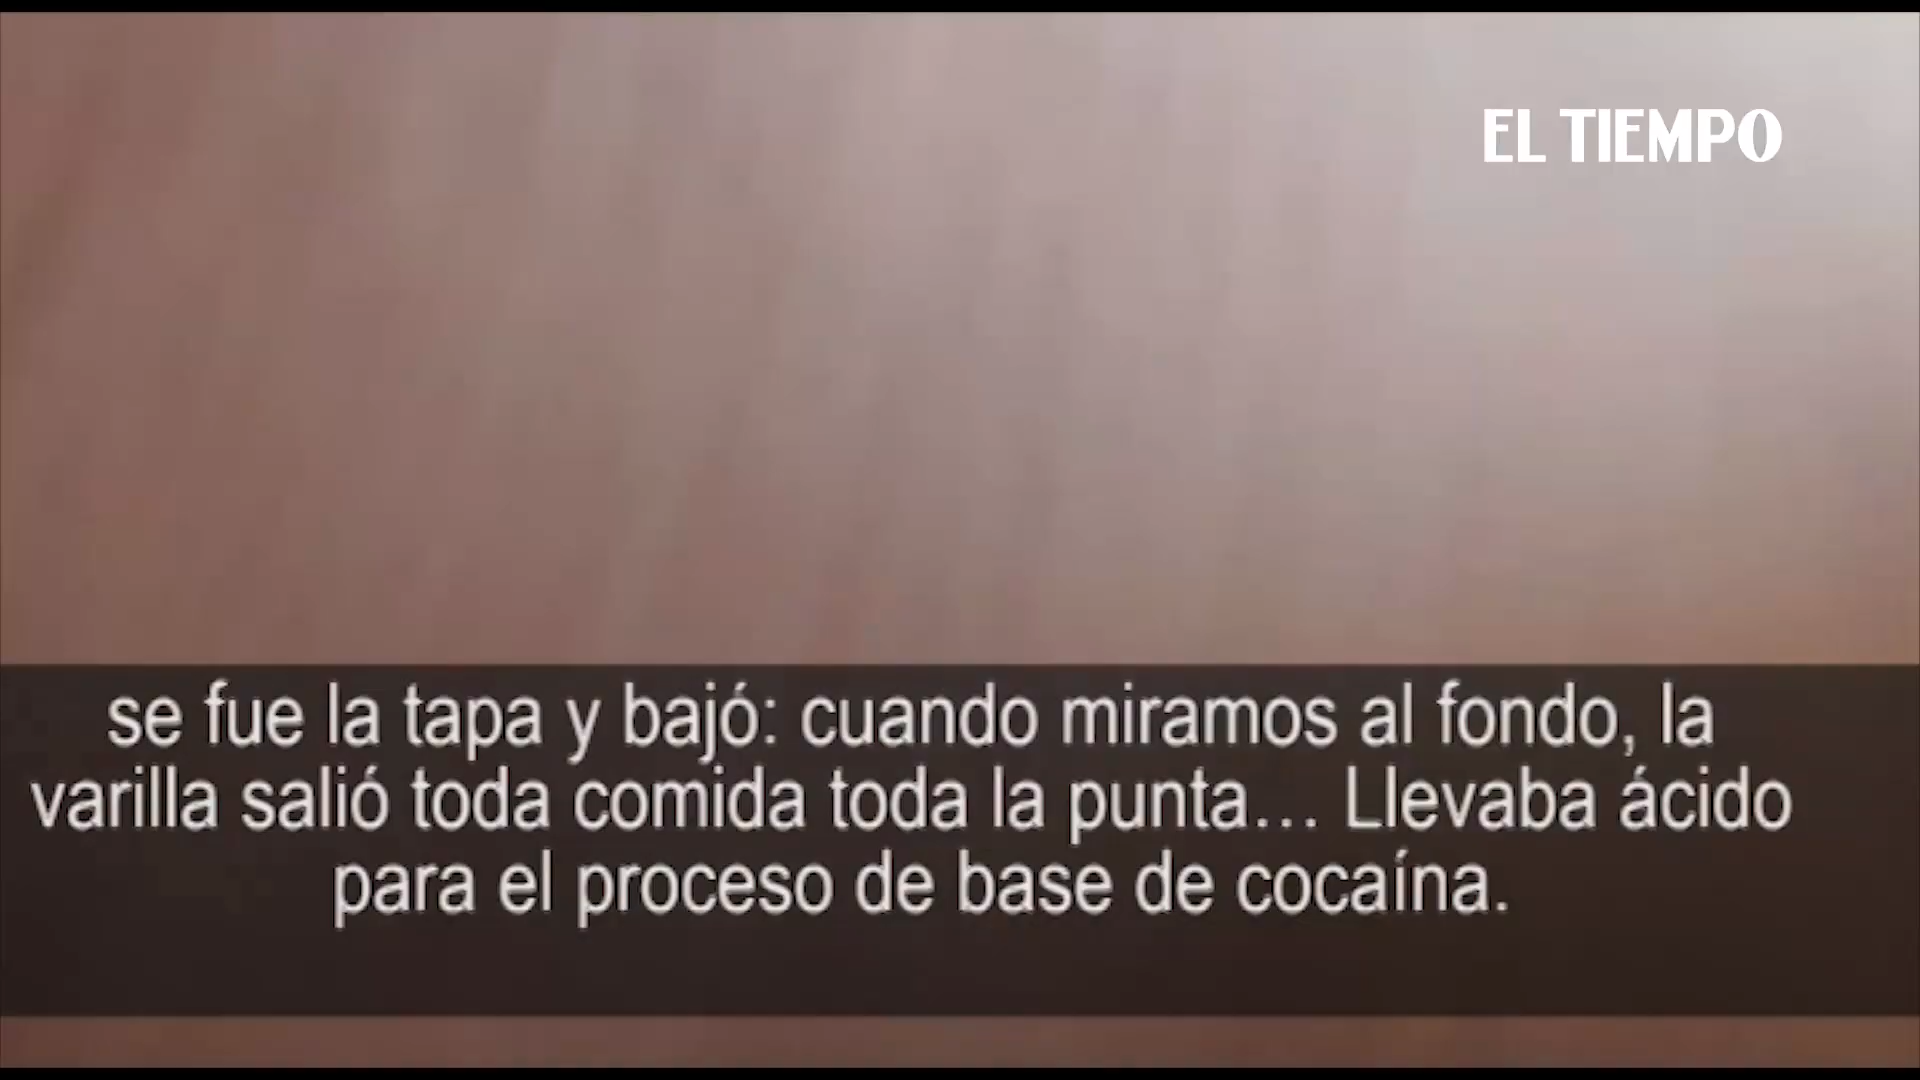 EL TIEMPO
se fue la tapa y bajó: cuando miramos al fondo, la
varilla salió toda comida toda la punta... Llevaba ácido
para el proceso de base de cocaína.